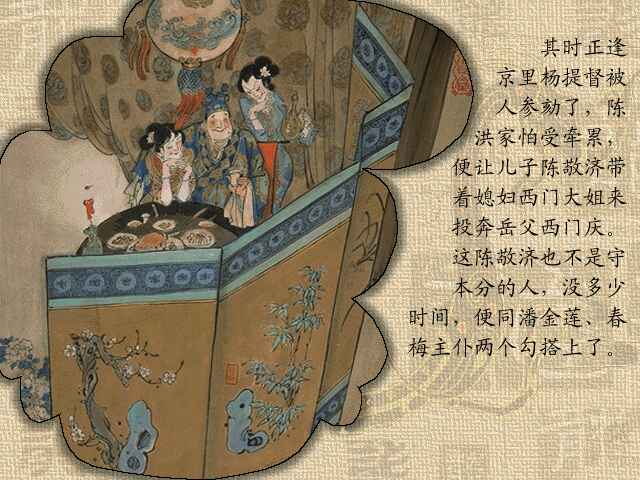 其时正逢
京里杨提督被
人参劾了，陈
洪家怕受牵累，
便让儿子陈敬济带
着媳妇西门大姐来
投奔岳父西门庆。
这陈敬济也不是守
本分的人，没多少
时间，便同潘金莲、春
梅主仆两个勾搭上了。